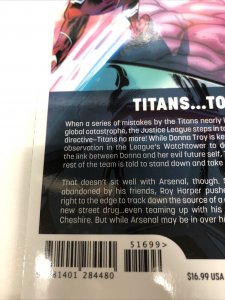 TITANS...TO
When a series of mistakes by the Titans nearly
global catastrophe, the Justice League steps in to
directive—Titans no more! While Donna Troy is ke
observation in the League's Watchtower to de
the link between Donna and her evil future self,
rest of the team is told to stand down and take
That doesn't sit well with Arsenal, though.
abandoned by his friends, Roy Harper pushes
right to the edge to track down the source of a
new street drug...even teaming up with his
Cheshire. But while Arsenal may be in over hi
51699>
81401 284480
$16.99 USA